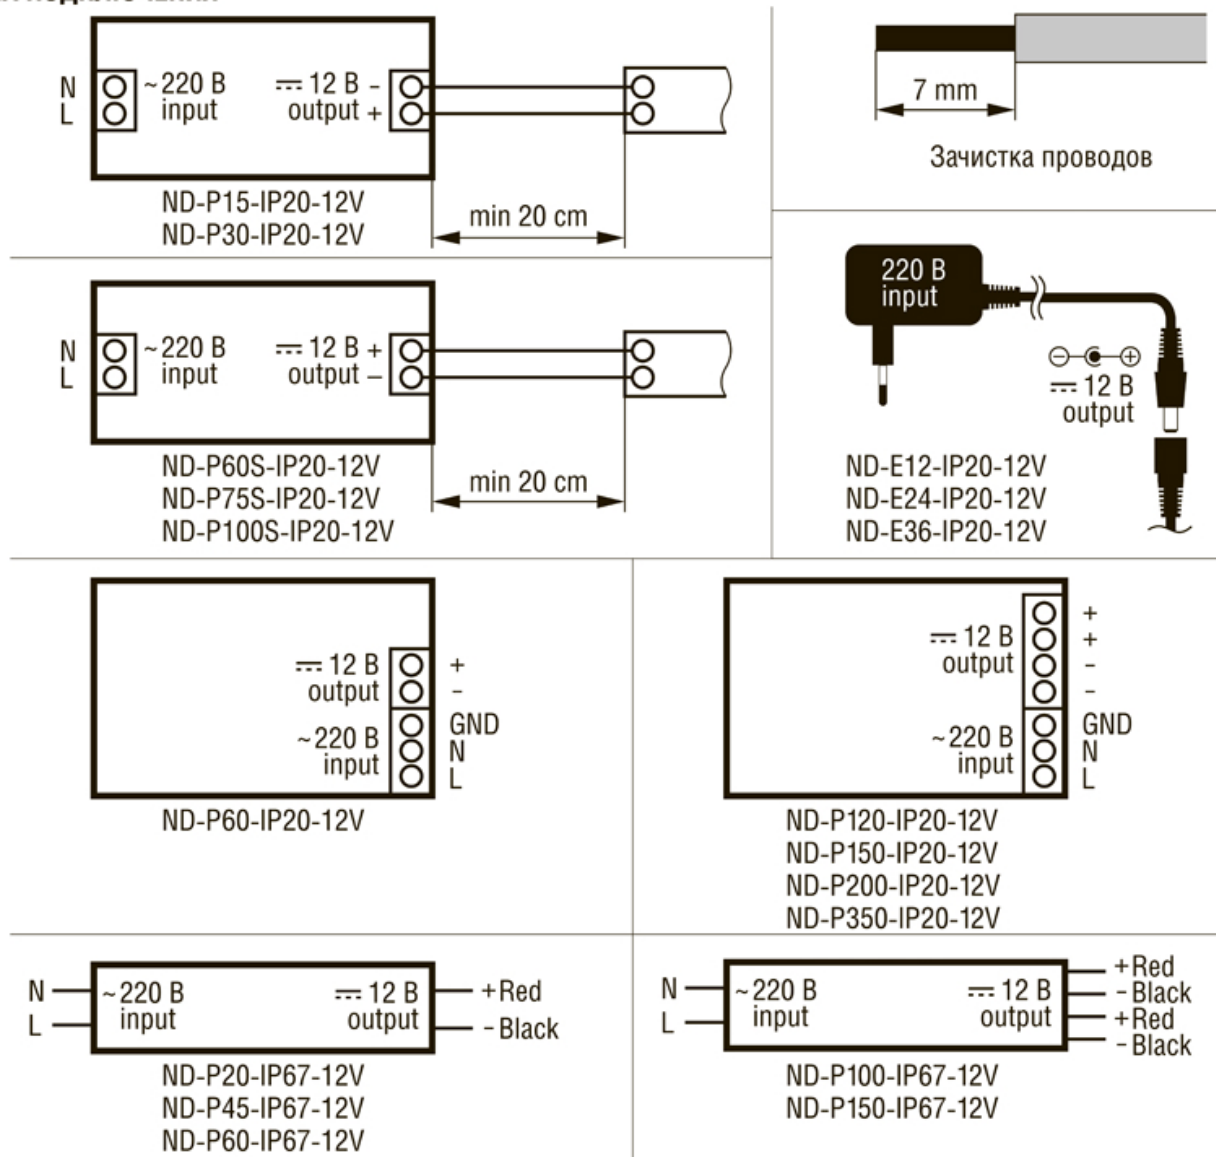 N
L
~220 В
input
12 В -
output +
ND-P15-IP20-12V
ND-P30-IP20-12V
min 20 cm
7 mm
Зачистка проводов
N
L
~220 В
input
12 В +
output –
ND-P60S-IP20-12V
ND-P75S-IP20-12V
ND-P100S-IP20-12V
min 20 cm
220 В
input
12 В
output
ND-E12-IP20-12V
ND-E24-IP20-12V
ND-E36-IP20-12V
12 В
output
~220 В
input
+
-
GND
N
L
ND-P60-IP20-12V
12 В
output
~220 В
input
+
+
-
-
GND
N
L
ND-P120-IP20-12V
ND-P150-IP20-12V
ND-P200-IP20-12V
ND-P350-IP20-12V
N
L
~220 В
input
12 В
output
+Red
-Black
ND-P20-IP67-12V
ND-P45-IP67-12V
ND-P60-IP67-12V
N
L
~220 В
input
12 В
output
+Red
-Black
+Red
-Black
ND-P100-IP67-12V
ND-P150-IP67-12V